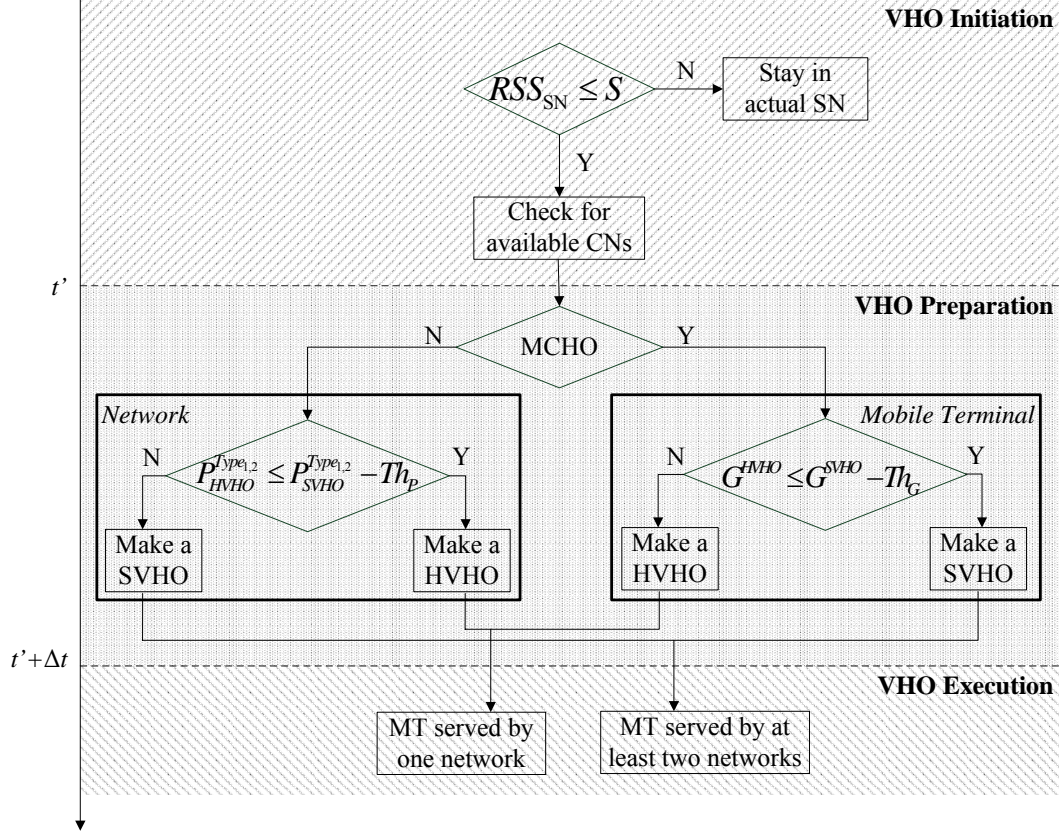 VHO Initiation
RSS_SN ≤ S
N
Stay in
actual SN
Y
Check for
available CNs
t'
VHO Preparation
N
MCHO
Y
Network
Mobile Terminal
N
P_HVHO^Type1,2 ≤ P_SVHO^Type1,2 – Th_P
Y
N
G^HVHO ≤ G^SVHO – Th_G
Y
Make a
SVHO
Make a
HVHO
Make a
HVHO
Make a
SVHO
t'+Δt
VHO Execution
MT served by
one network
MT served by at
least two networks